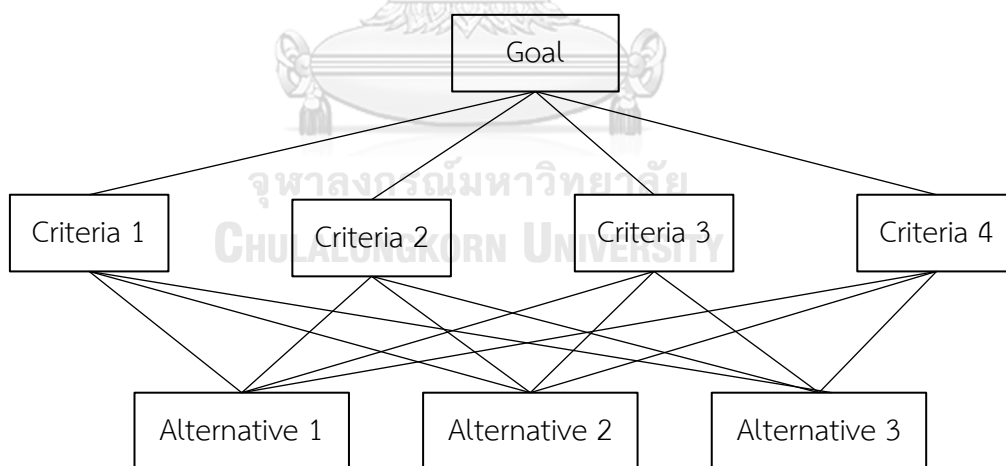 Goal
จุฬาลงกรณ์มหาวิทยาลัย
CHULALONGKORN UNIVERSITY
Criteria 1
Criteria 2
Criteria 3
Criteria 4
Alternative 1
Alternative 2
Alternative 3